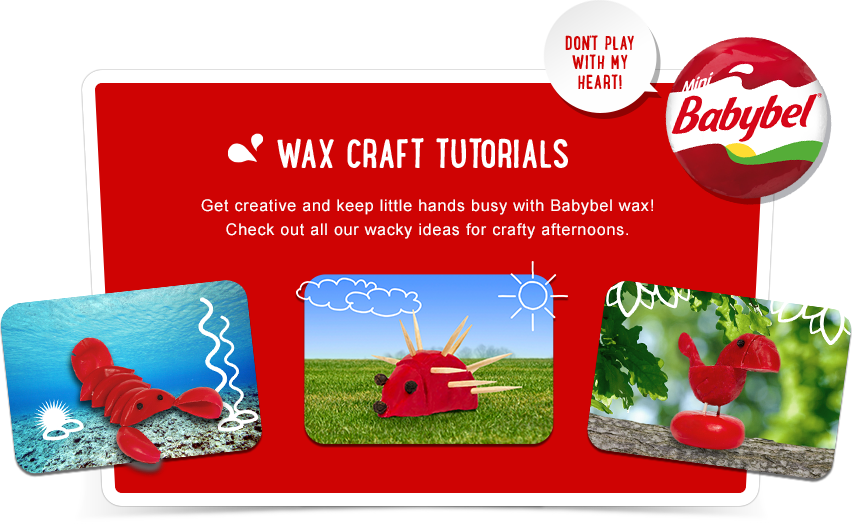 DON'T PLAY
WITH MY
HEART!
Mini
Babybel
WAX CRAFT TUTORIALS
Get creative and keep little hands busy with Babybel wax!
Check out all our wacky ideas for crafty afternoons.